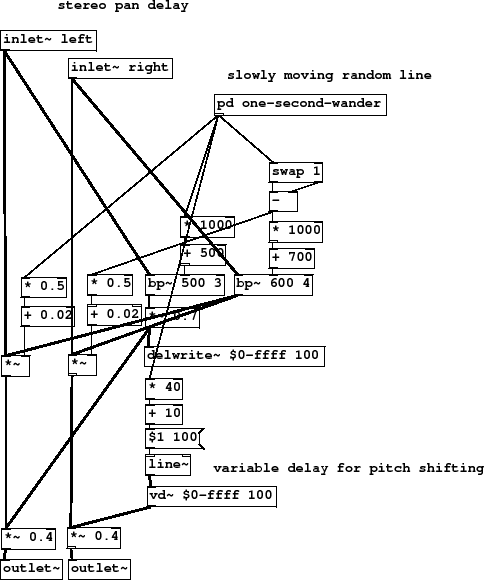 stereo pan delay
inlet~ left
inlet~ right
slowly moving random line
pd one-second-wander
swap 1
-
* 1000
* 1000
+ 500
+ 700
* 0.5
* 0.5
bp~ 500 3
bp~ 600 4
+ 0.02
+ 0.02
*~ 0.7
*~
*~
delwrite~ $0-ffff 100
* 40
+ 10
$1 100
line~
variable delay for pitch shifting
vd~ $0-ffff 100
*~ 0.4
*~ 0.4
outlet~
outlet~